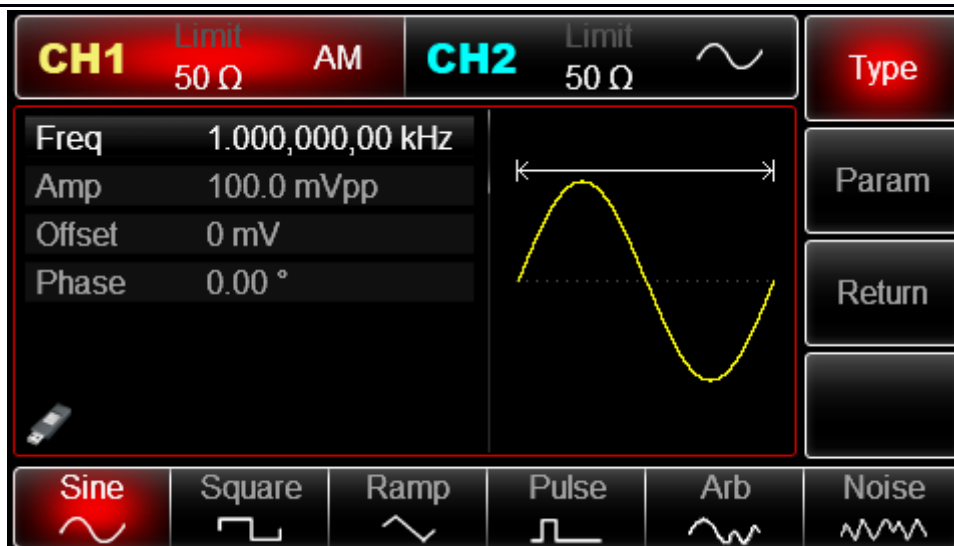 CH1 Limit 50 Ω AM CH2 Limit 50 Ω Type
Freq 1.000,000,00 kHz
Amp 100.0 mVpp
Offset 0 mV
Phase 0.00 °
Param
Return
Sine Square Ramp Pulse Arb Noise